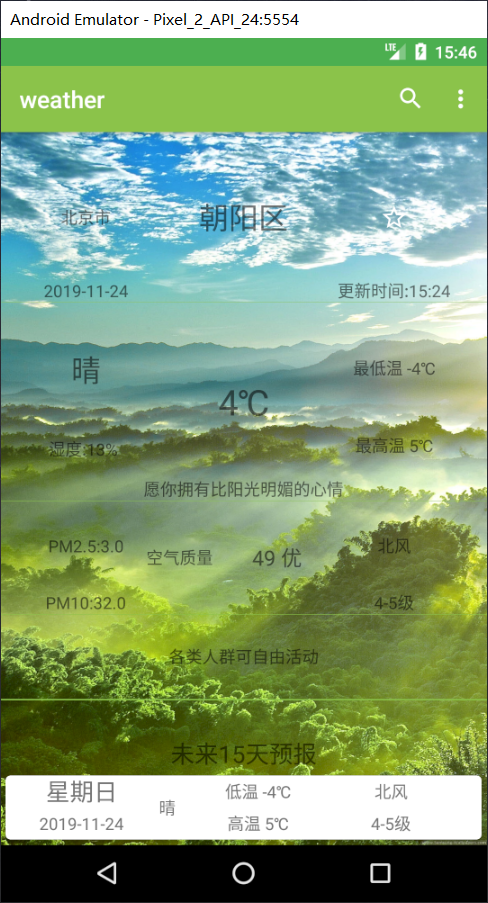 Android Emulator - Pixel_2_API_24:5554
LTE 15:46
weather
北京市 朝阳区
2019-11-24 更新时间:15:24
晴 最低温 -4℃
4℃
湿度:13% 最高温 5℃
愿你拥有比阳光明媚的心情
PM2.5:3.0 空气质量 49 优 北风
PM10:32.0 4-5级
各类人群可自由活动
未来15天预报
星期日 晴 低温 -4℃ 北风
2019-11-24 高温 5℃ 4-5级